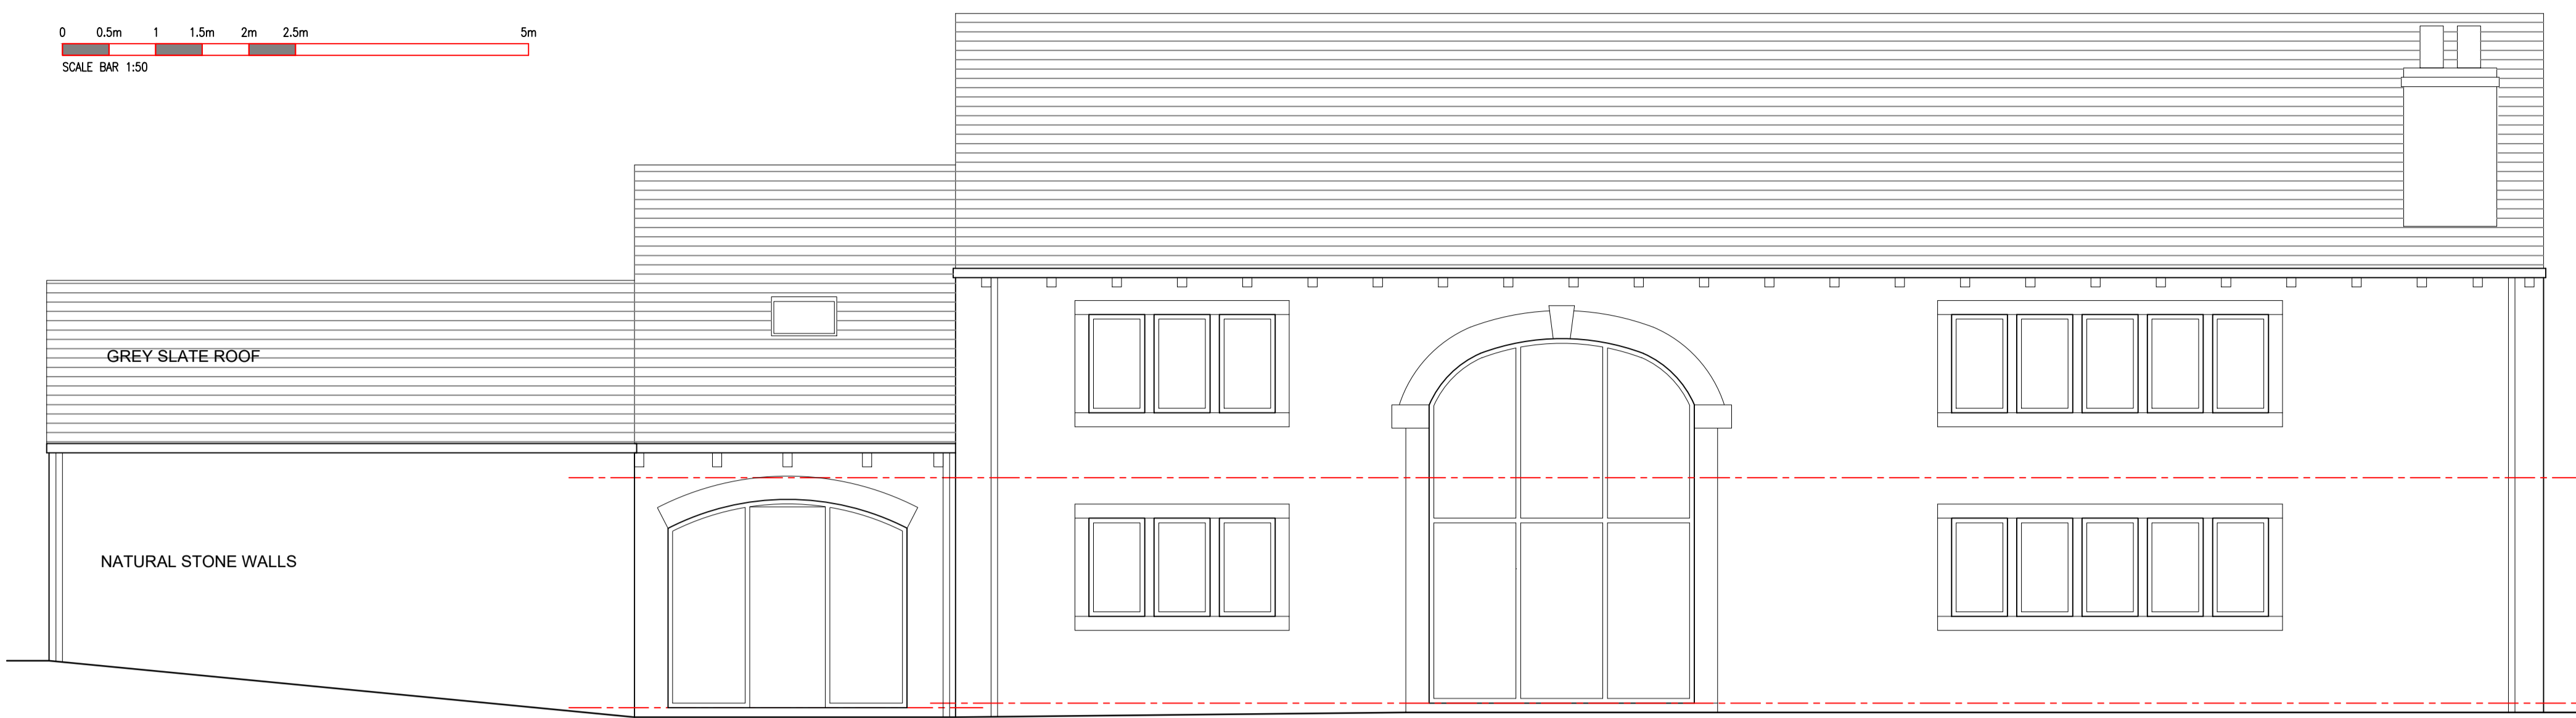 0 0.5m 1 1.5m 2m 2.5m 5m
SCALE BAR 1:50
GREY SLATE ROOF
NATURAL STONE WALLS